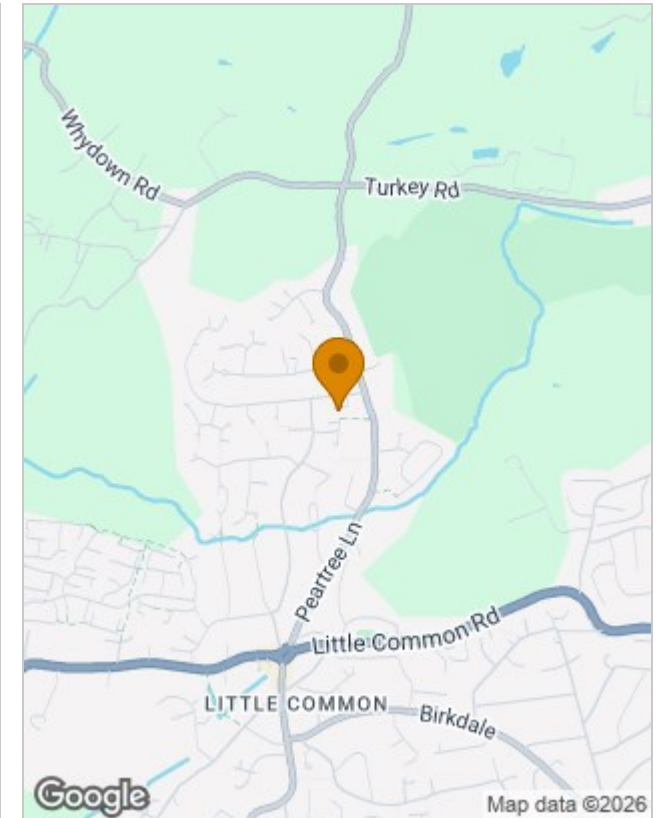 Whydown Rd
Turkey Rd
Peartree Ln
Little Common Rd
LITTLE COMMON
Birkdale
Google
Map data ©2026